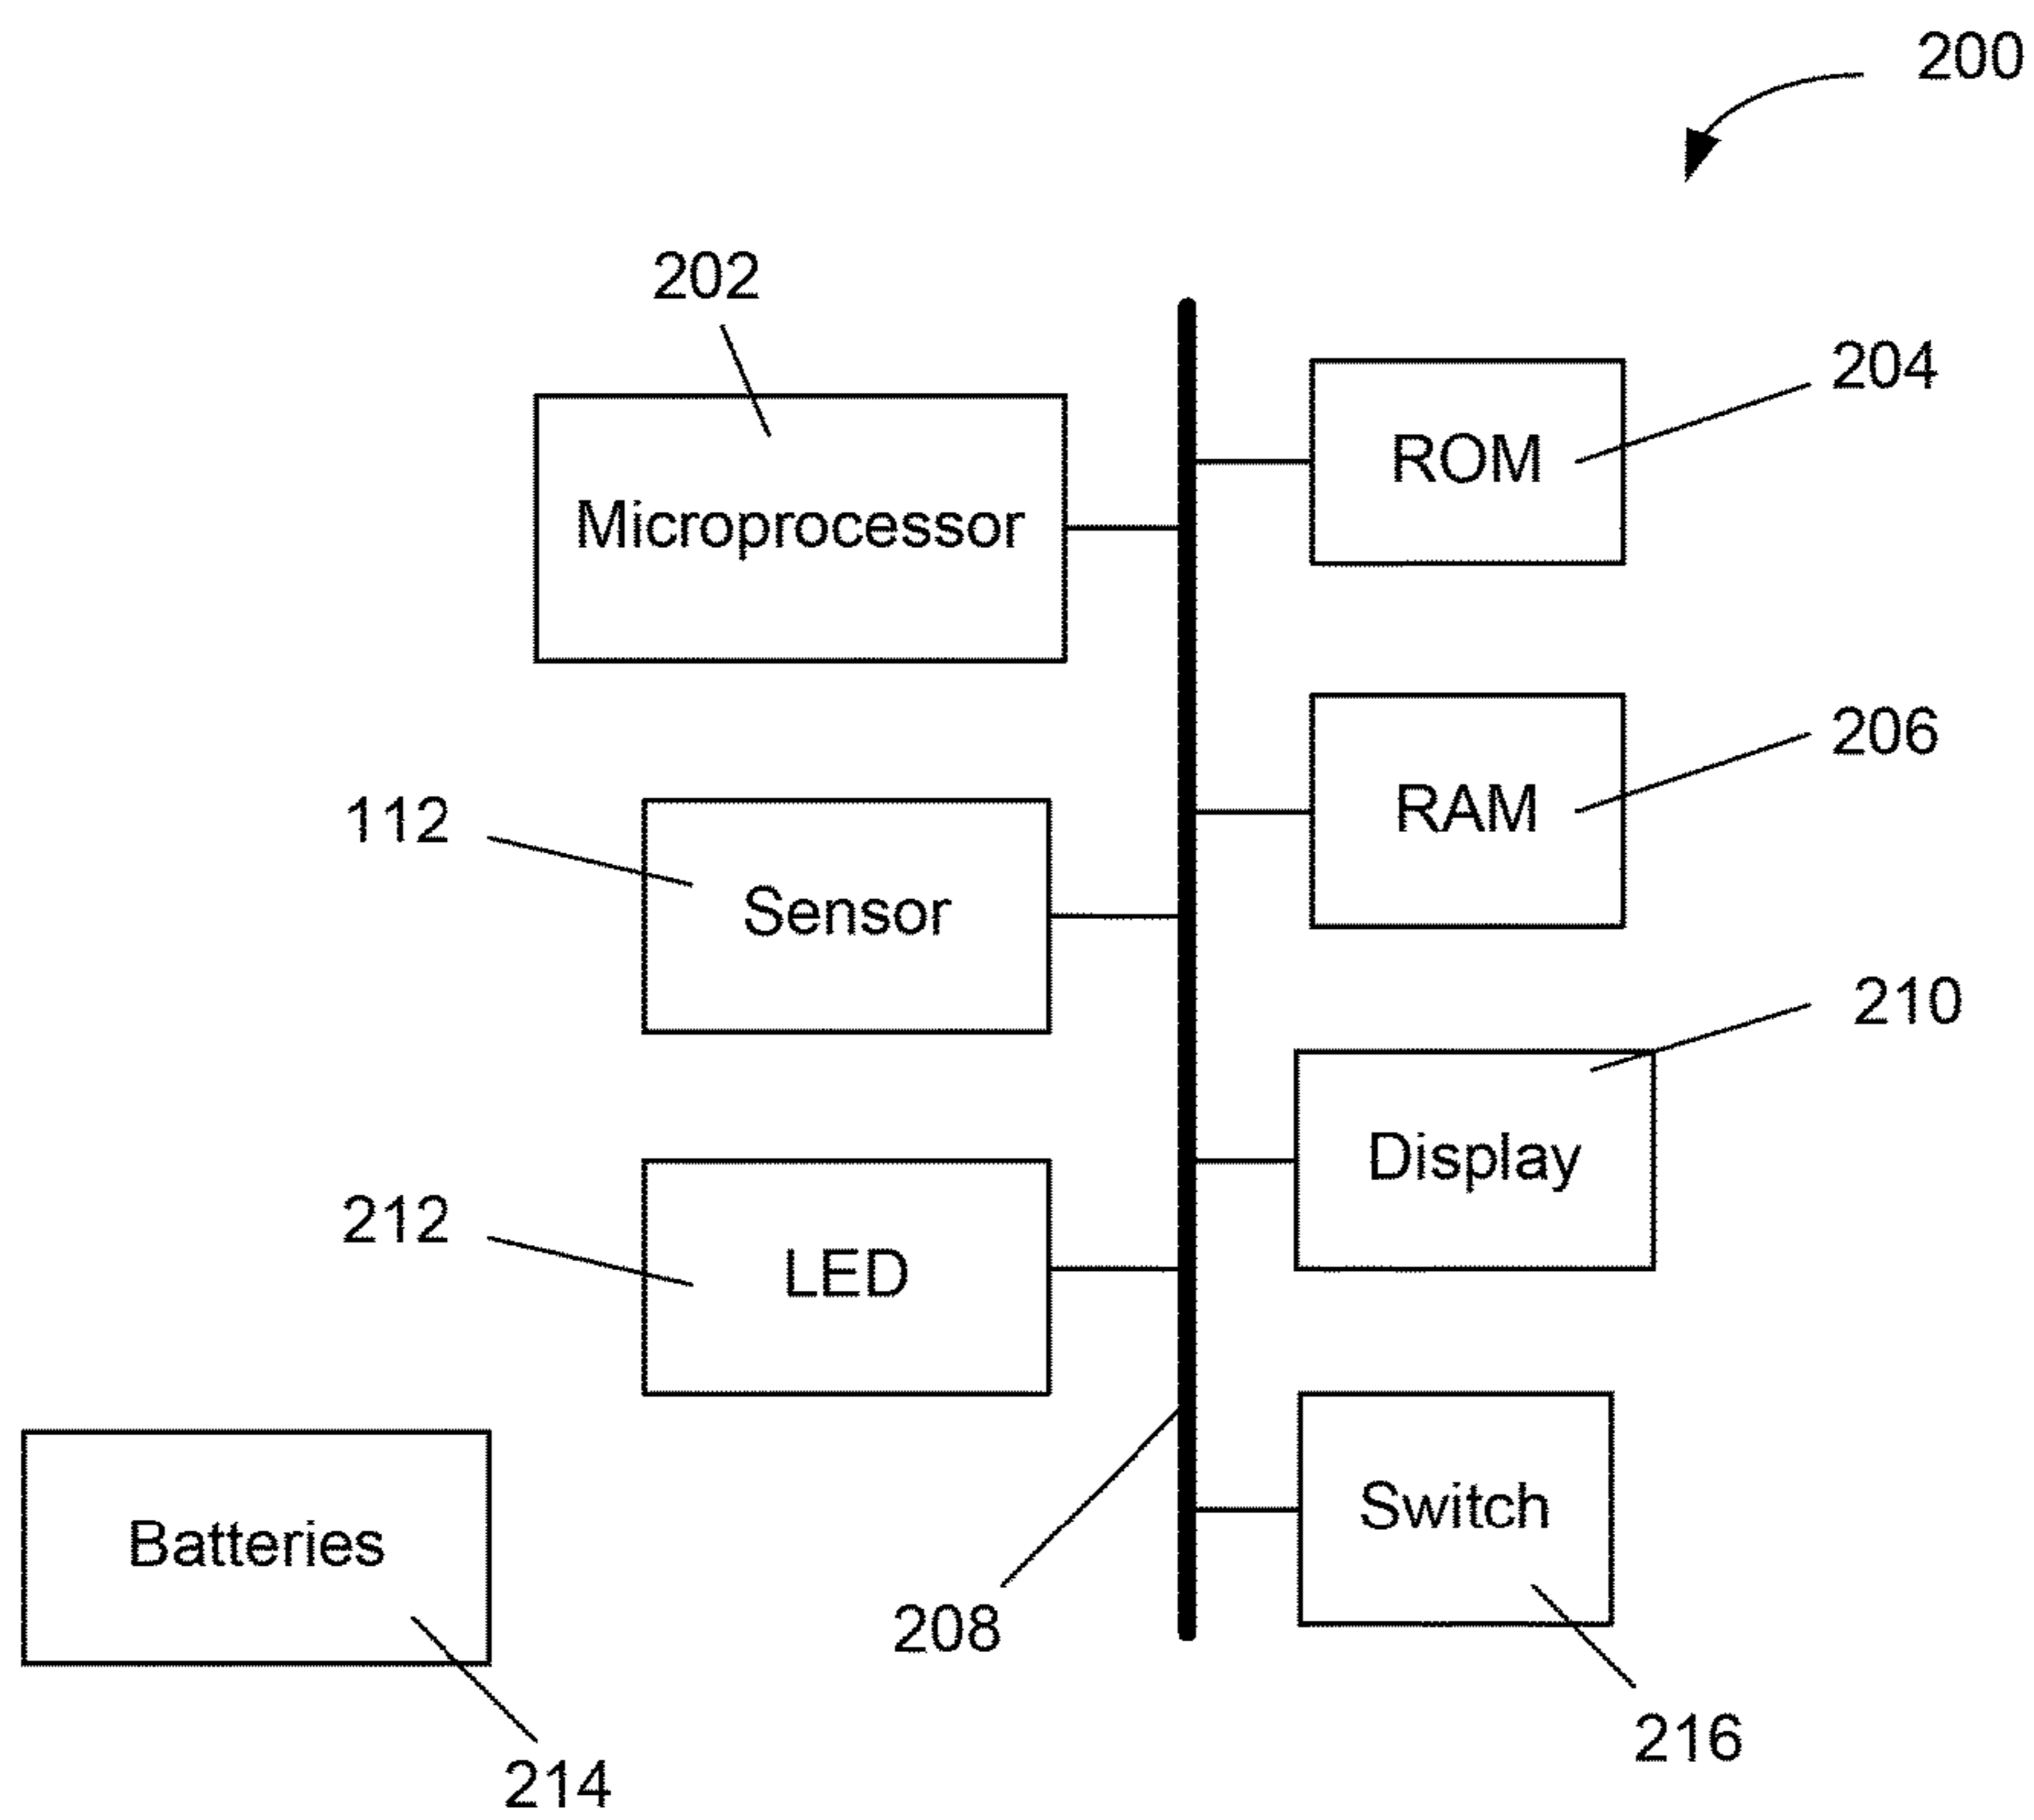 200
202
204
Microprocessor
ROM
206
112
RAM
Sensor
210
Display
212
LED
Switch
Batteries
208
216
214